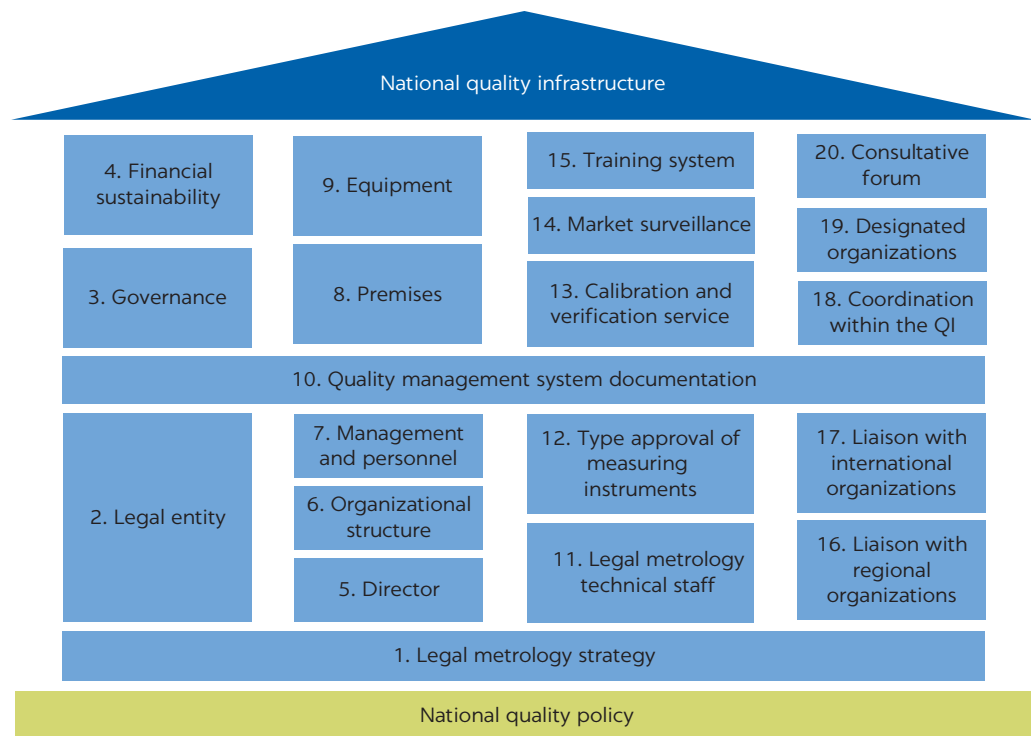 National quality infrastructure
4. Financial
sustainability
9. Equipment
15. Training system
20. Consultative
forum
14. Market surveillance
19. Designated
organizations
3. Governance
8. Premises
13. Calibration and
verification service
18. Coordination
within the QI
10. Quality management system documentation
2. Legal entity
7. Management
and personnel
12. Type approval of
measuring
instruments
17. Liaison with
international
organizations
6. Organizational
structure
5. Director
11. Legal metrology
technical staff
16. Liaison with
regional
organizations
1. Legal metrology strategy
National quality policy